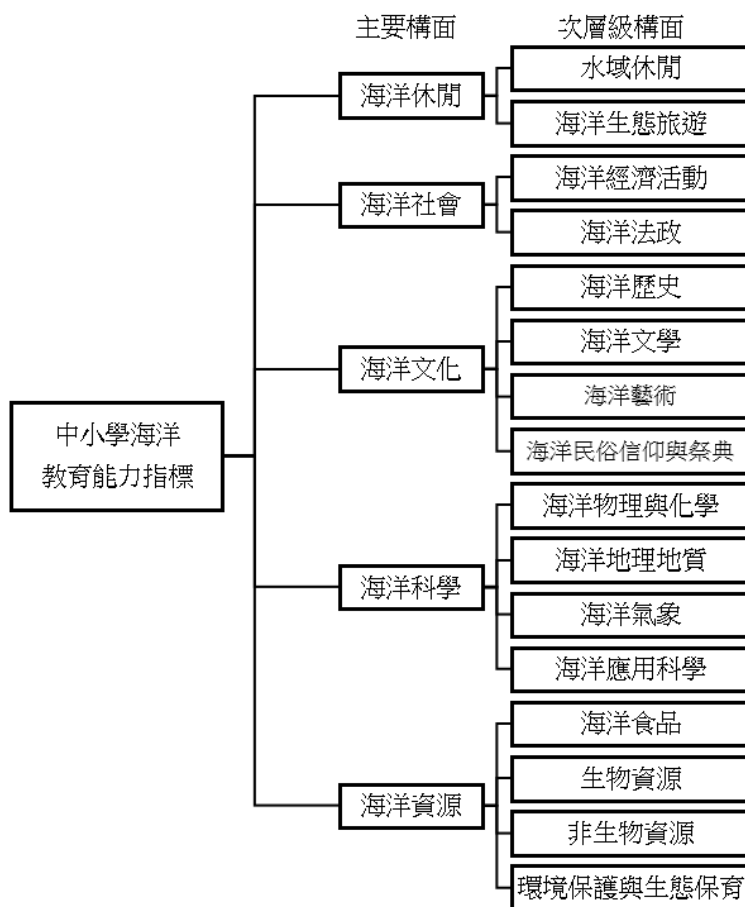 主要構面
次層級構面
中小學海洋
教育能力指標
海洋休閒
水域休閒
海洋生態旅遊
海洋社會
海洋經濟活動
海洋法政
海洋文化
海洋歷史
海洋文學
海洋藝術
海洋民俗信仰與祭典
海洋科學
海洋物理與化學
海洋地理地質
海洋氣象
海洋應用科學
海洋資源
海洋食品
生物資源
非生物資源
環境保護與生態保育